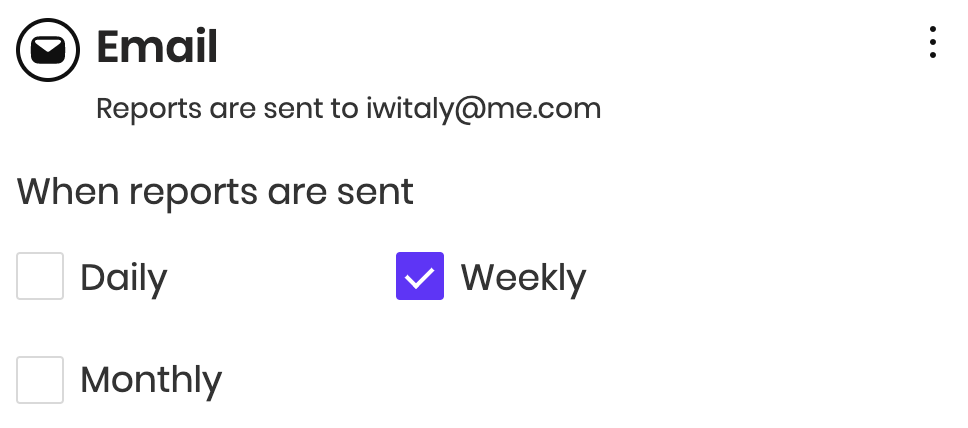 Email
Reports are sent to iwitaly@me.com
When reports are sent
Daily
Weekly
Monthly